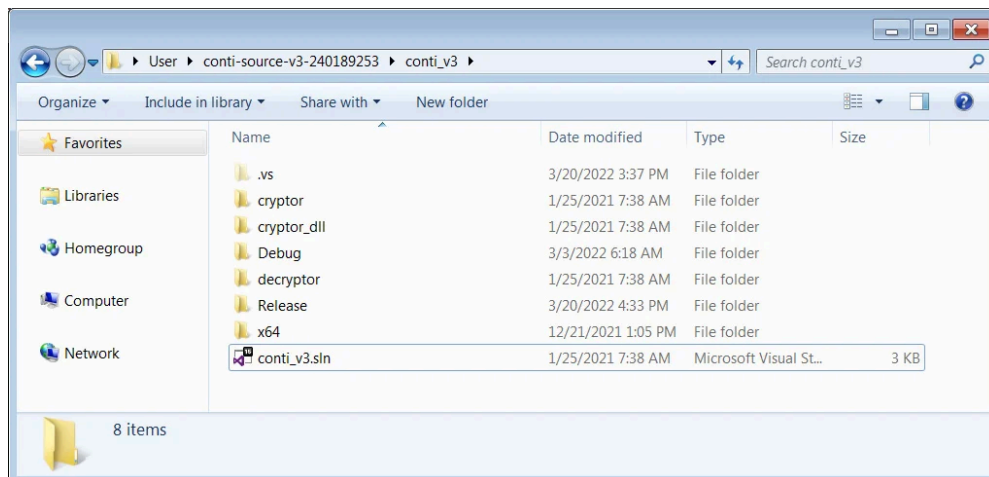 User ▸ conti-source-v3-240189253 ▸ conti_v3 ▸ Search conti_v3
Organize ▾ Include in library ▾ Share with ▾ New folder
Favorites
Libraries
Homegroup
Computer
Network
Name Date modified Type Size
.vs 3/20/2022 3:37 PM File folder
cryptor 1/25/2021 7:38 AM File folder
cryptor_dll 1/25/2021 7:38 AM File folder
Debug 3/3/2022 6:18 AM File folder
decryptor 1/25/2021 7:38 AM File folder
Release 3/20/2022 4:33 PM File folder
x64 12/21/2021 1:05 PM File folder
conti_v3.sln 1/25/2021 7:38 AM Microsoft Visual St... 3 KB
8 items